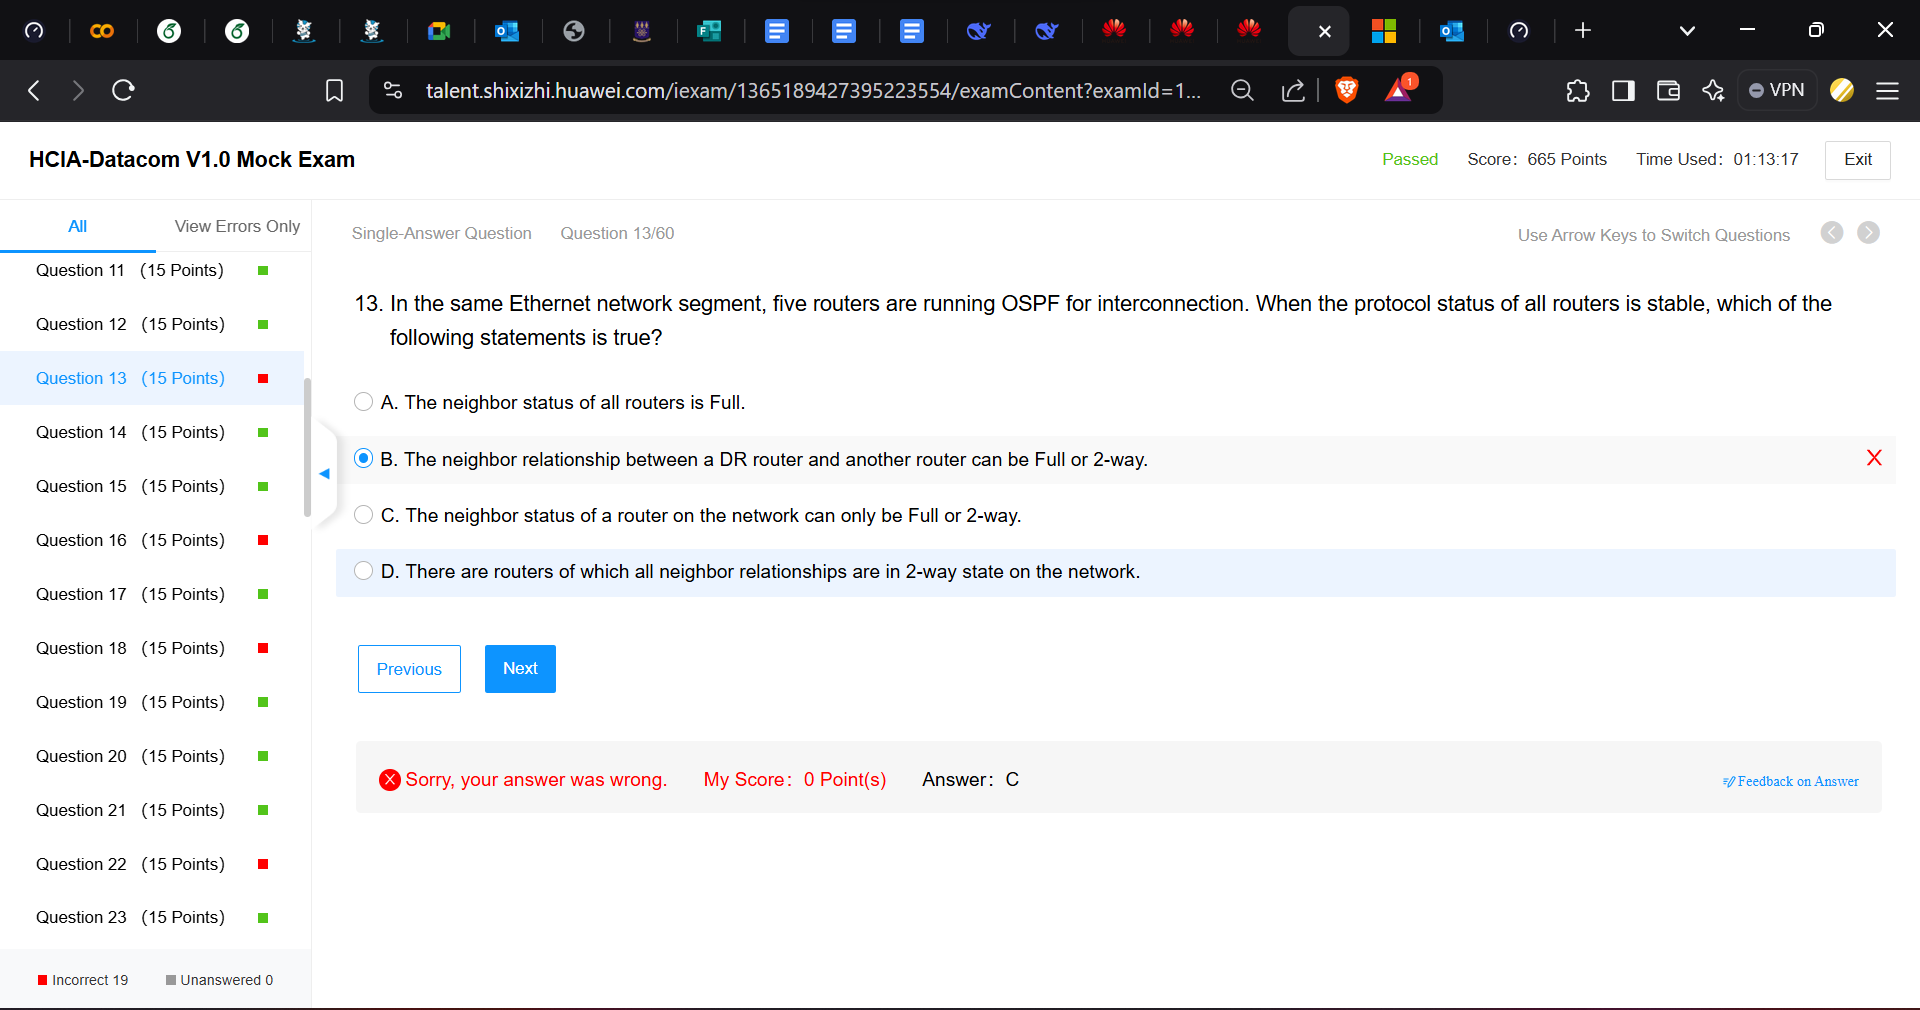 talent.shixizhi.huawei.com/iexam/1365189427395223554/examContent?examId=1...
1
VPN
HCIA-Datacom V1.0 Mock Exam
Passed
Score: 665 Points
Time Used: 01:13:17
Exit
All
View Errors Only
Single-Answer Question
Question 13/60
Use Arrow Keys to Switch Questions
Question 11 (15 Points)
Question 12 (15 Points)
Question 13 (15 Points)
Question 14 (15 Points)
Question 15 (15 Points)
Question 16 (15 Points)
Question 17 (15 Points)
Question 18 (15 Points)
Question 19 (15 Points)
Question 20 (15 Points)
Question 21 (15 Points)
Question 22 (15 Points)
Question 23 (15 Points)
Incorrect 19
Unanswered 0
13. In the same Ethernet network segment, five routers are running OSPF for interconnection. When the protocol status of all routers is stable, which of the
following statements is true?
A. The neighbor status of all routers is Full.
B. The neighbor relationship between a DR router and another router can be Full or 2-way.
C. The neighbor status of a router on the network can only be Full or 2-way.
D. There are routers of which all neighbor relationships are in 2-way state on the network.
Previous
Next
Sorry, your answer was wrong.
My Score: 0 Point(s)
Answer: C
Feedback on Answer